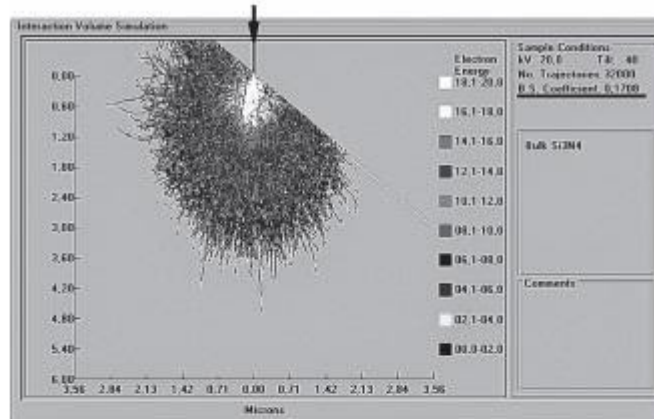 Interaction Volume Simulation
Electron
Energy
18.1-20.0
16.1-18.0
14.1-16.0
12.1-14.0
10.1-12.0
08.1-10.0
06.1-08.0
04.1-06.0
02.1-04.0
00.0-02.0
0.00
0.60
1.20
1.80
2.40
3.00
3.60
4.20
4.80
5.40
6.00
3.56 2.84 2.13 1.42 0.71 0.00 0.71 1.42 2.13 2.84 3.56
Microns
Sample Conditions
kV 20.0 Tilt 40
No. Trajectories 32000
B.S. Coefficient 0.1700
Bulk Si3N4
Comments